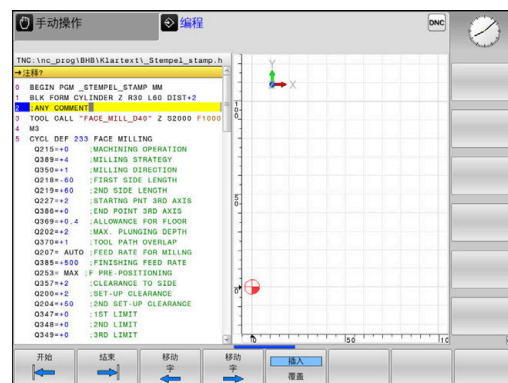 手动操作
编程
DNC
TNC:\nc_prog\BHB\Klartext\_Stempel_stamp.h
→注释?
0 BEGIN PGM _STEMPEL_STAMP MM
1 BLK FORM CYLINDER Z R30 L60 DIST+2
2 ;ANY COMMENT
3 TOOL CALL "FACE_MILL_D40" Z S2000 F1000
4 M3
5 CYCL DEF 233 FACE MILLING
Q215=+0 ;MACHINING OPERATION
Q389=+4 ;MILLING STRATEGY
Q350=+1 ;MILLING DIRECTION
Q218=-60 ;FIRST SIDE LENGTH
Q219=+60 ;2ND SIDE LENGTH
Q227=+2 ;STARTNG PNT 3RD AXIS
Q386=+0 ;END POINT 3RD AXIS
Q369=+0.4 ;ALLOWANCE FOR FLOOR
Q202=+2 ;MAX. PLUNGING DEPTH
Q370=+1 ;TOOL PATH OVERLAP
Q207= AUTO ;FEED RATE FOR MILLNG
Q385=+500 ;FINISHING FEED RATE
Q253= MAX ;F PRE-POSITIONING
Q357=+2 ;CLEARANCE TO SIDE
Q200=+2 ;SET-UP CLEARANCE
Q204=+50 ;2ND SET-UP CLEARANCE
Q347=+0 ;1ST LIMIT
Q348=+0 ;2ND LIMIT
Q349=+0 ;3RD LIMIT
Y
X
100
50
0
0
50
开始
结束
移动
字
移动
字
插入
覆盖